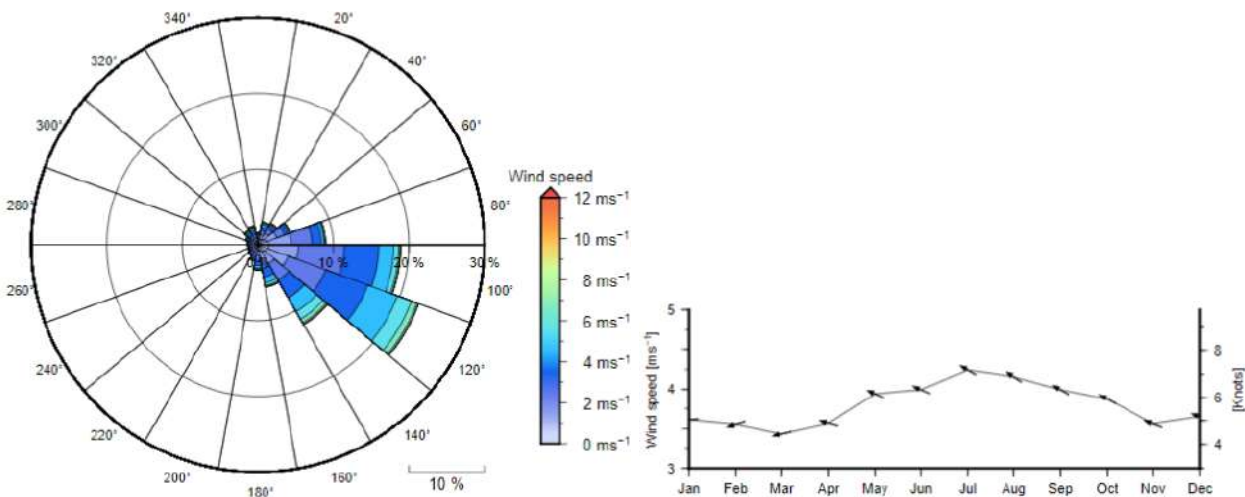 340°
20°
320°
40°
300°
60°
Wind speed
280°
80°
12 ms⁻¹
10 ms⁻¹
8 ms⁻¹
6 ms⁻¹
4 ms⁻¹
2 ms⁻¹
0 ms⁻¹
10 %
20 %
30 %
260°
100°
240°
120°
220°
140°
200°
160°
180°
10 %
Wind speed [ms⁻¹]
5
4
3
[Knots]
8
6
4
Jan Feb Mar Apr May Jun Jul Aug Sep Oct Nov Dec